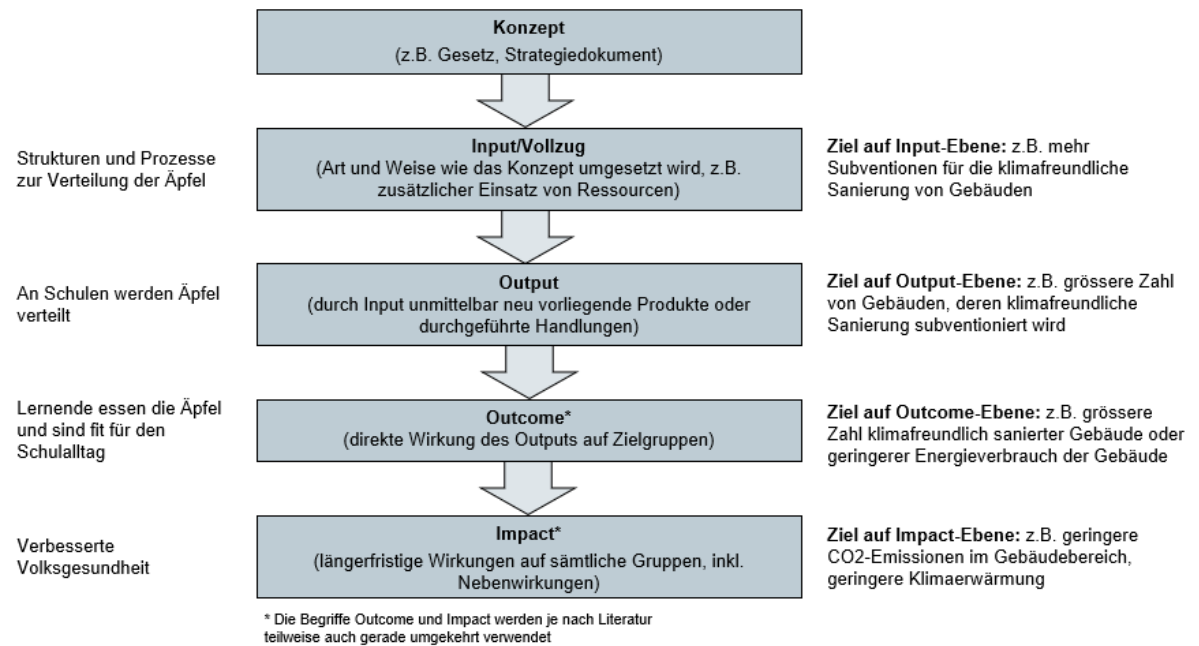 Konzept
(z.B. Gesetz, Strategiedokument)
Strukturen und Prozesse
zur Verteilung der Äpfel
Input/Vollzug
(Art und Weise wie das Konzept umgesetzt wird, z.B.
zusätzlicher Einsatz von Ressourcen)
Ziel auf Input-Ebene: z.B. mehr
Subventionen für die klimafreundliche
Sanierung von Gebäuden
An Schulen werden Äpfel
verteilt
Output
(durch Input unmittelbar neu vorliegende Produkte oder
durchgeführte Handlungen)
Ziel auf Output-Ebene: z.B. grössere Zahl
von Gebäuden, deren klimafreundliche
Sanierung subventioniert wird
Lernende essen die Äpfel
und sind fit für den
Schulalltag
Outcome*
(direkte Wirkung des Outputs auf Zielgruppen)
Ziel auf Outcome-Ebene: z.B. grössere
Zahl klimafreundlich sanierter Gebäude oder
geringerer Energieverbrauch der Gebäude
Verbesserte
Volksgesundheit
Impact*
(längerfristige Wirkungen auf sämtliche Gruppen, inkl.
Nebenwirkungen)
Ziel auf Impact-Ebene: z.B. geringere
CO2-Emissionen im Gebäudebereich,
geringere Klimaerwärmung
* Die Begriffe Outcome und Impact werden je nach Literatur
teilweise auch gerade umgekehrt verwendet